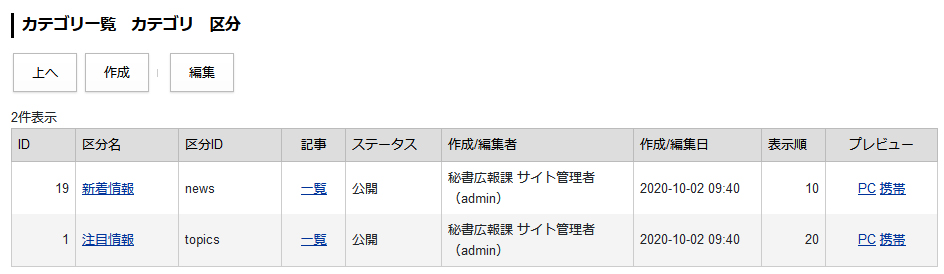 カテゴリ一覧　カテゴリ　区分
上へ 作成 編集
2件表示
ID 区分名 区分ID 記事 ステータス 作成/編集者 作成/編集日 表示順 プレビュー
19 新着情報 news 一覧 公開 秘書広報課 サイト管理者 2020-10-02 09:40 10 PC 携帯
（admin）
1 注目情報 topics 一覧 公開 秘書広報課 サイト管理者 2020-10-02 09:40 20 PC 携帯
（admin）